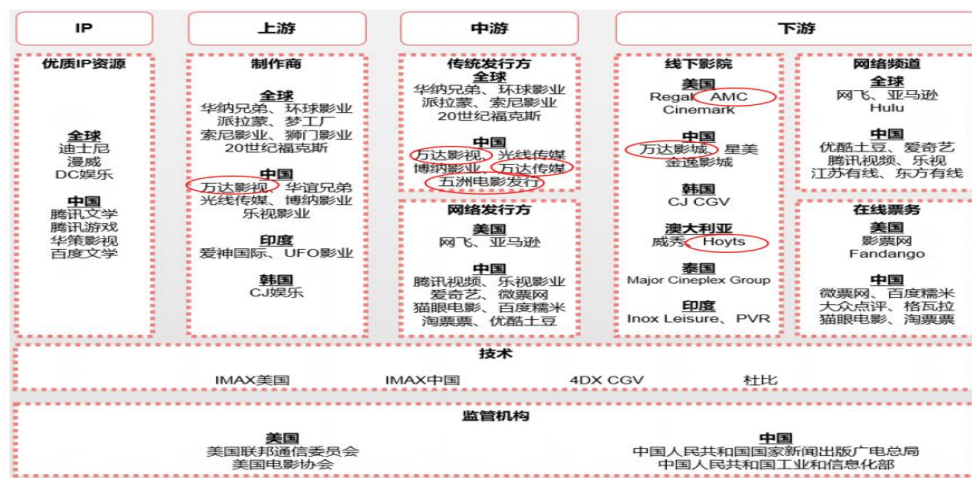 IP
上游
中游
下游
优质IP资源
全球
迪士尼
漫威
DC娱乐
中国
腾讯文学
腾讯游戏
华策影视
百度文学
制作商
全球
华纳兄弟、环球影业
派拉蒙、梦工厂
索尼影业、狮门影业
20世纪福克斯
中国
万达影视、华谊兄弟
光线传媒、博纳影业
乐视影业
印度
爱神国际、UFO影业
韩国
CJ娱乐
传统发行方
全球
华纳兄弟、环球影业
派拉蒙、索尼影业
20世纪福克斯
中国
万达影视、光线传媒
博纳影业、万达传媒
五洲电影发行
网络发行方
美国
网飞、亚马逊
中国
腾讯视频、乐视影业
爱奇艺、微票网
猫眼电影、百度糯米
淘票票、优酷土豆
线下影院
美国
Regal、AMC
Cinemark
中国
万达影城、星美
金逸影城
韩国
CJ CGV
澳大利亚
威秀、Hoyts
泰国
Major Cineplex Group
印度
Inox Leisure、PVR
网络频道
全球
网飞、亚马逊
Hulu
中国
优酷土豆、爱奇艺
腾讯视频、乐视
江苏有线、东方有线
在线票务
美国
影票网
Fandango
中国
微票网、百度糯米
大众点评、格瓦拉
猫眼电影、淘票票
技术
IMAX美国 IMAX中国 4DX CGV 杜比
监管机构
美国
美国联邦通信委员会
美国电影协会
中国
中国人民共和国国家新闻出版广电总局
中国人民共和国工业和信息化部